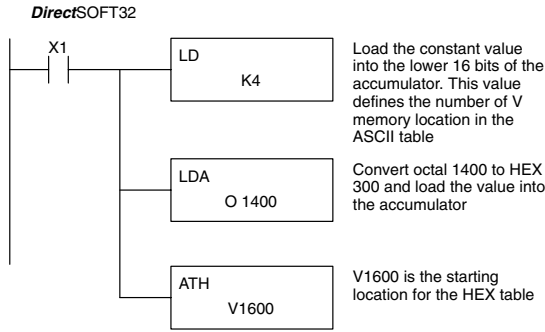 DirectSOFT32
X1
LD
K4
Load the constant value
into the lower 16 bits of the
accumulator. This value
defines the number of V
memory location in the
ASCII table
LDA
O 1400
Convert octal 1400 to HEX
300 and load the value into
the accumulator
ATH
V1600
V1600 is the starting
location for the HEX table